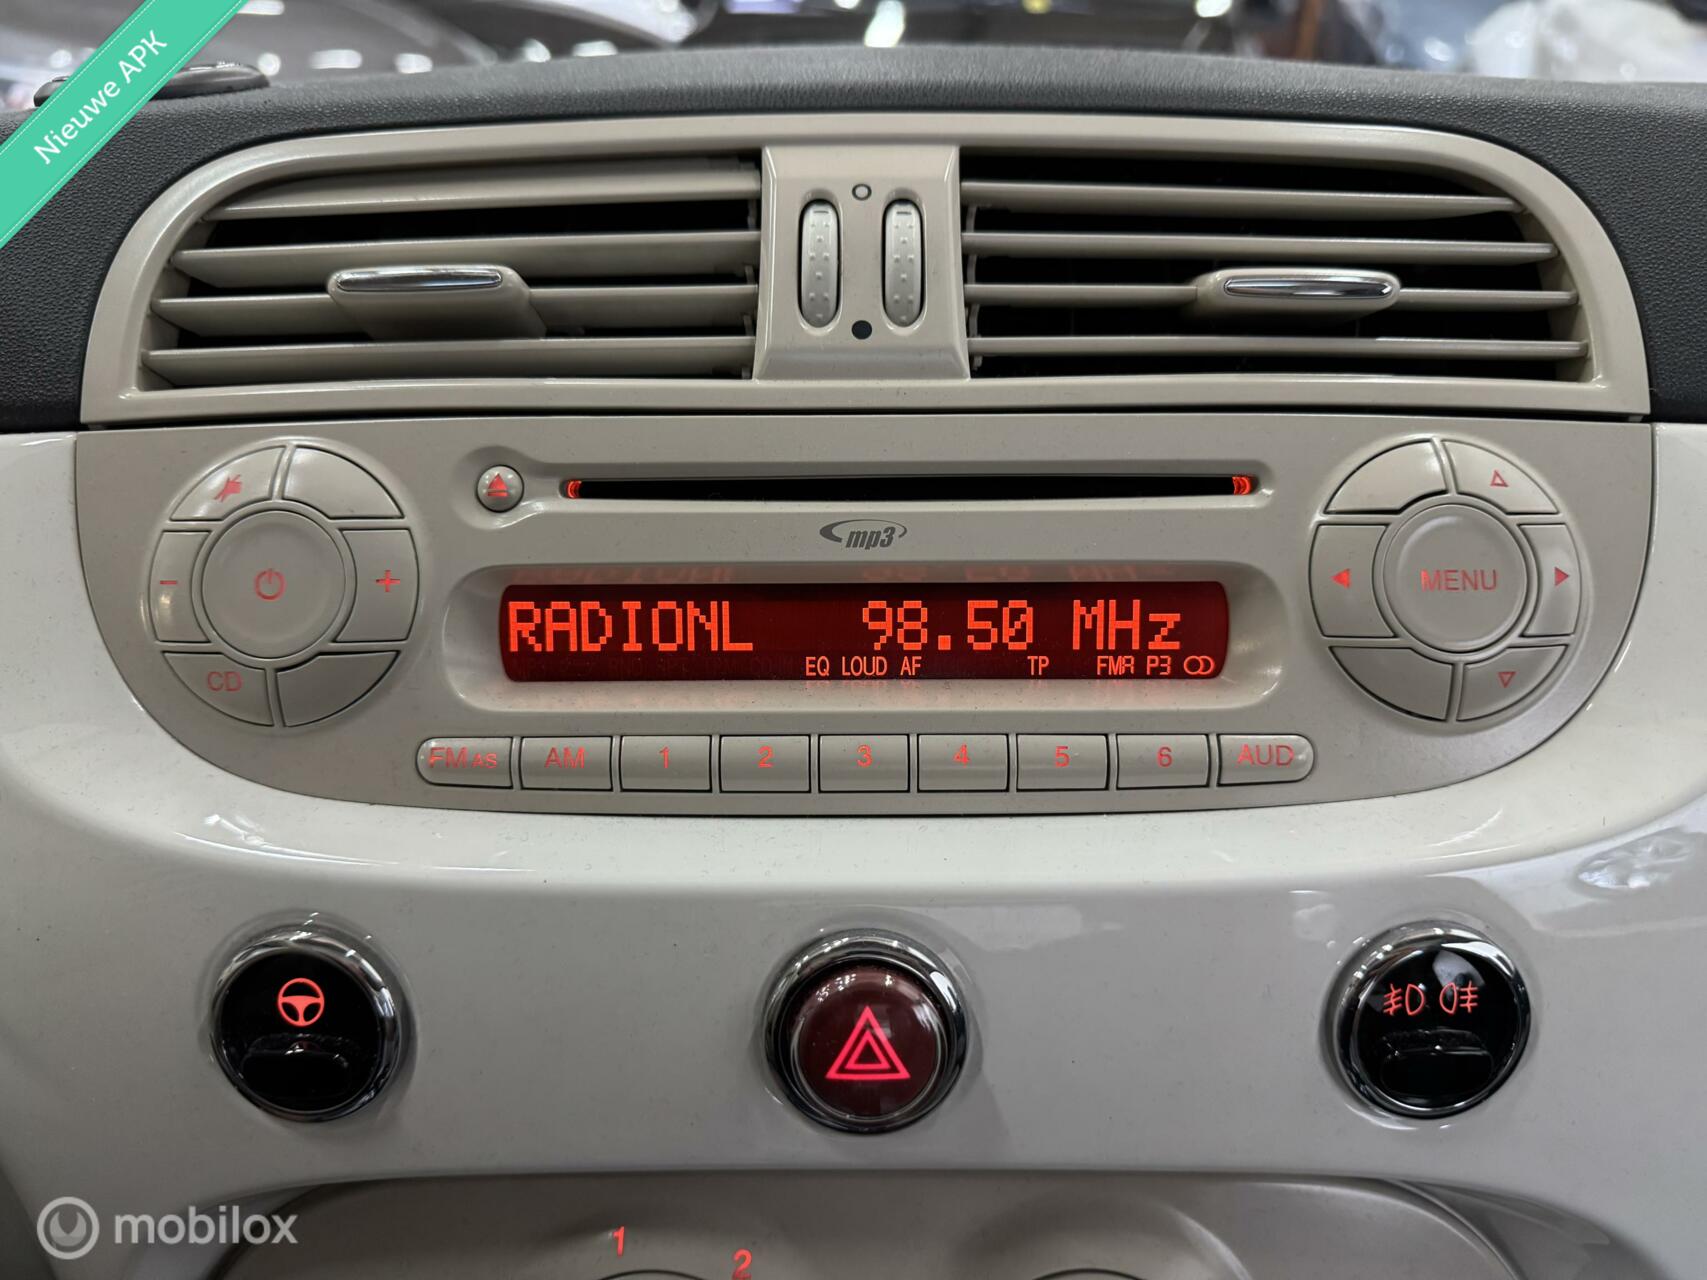 Nieuwe APK
mp3
RADIONL 98.50 MHz
EQ LOUD AF TP FMA P3
- + CD
MENU
FM AS AM 1 2 3 4 5 6 AUD
1
2
mobilox